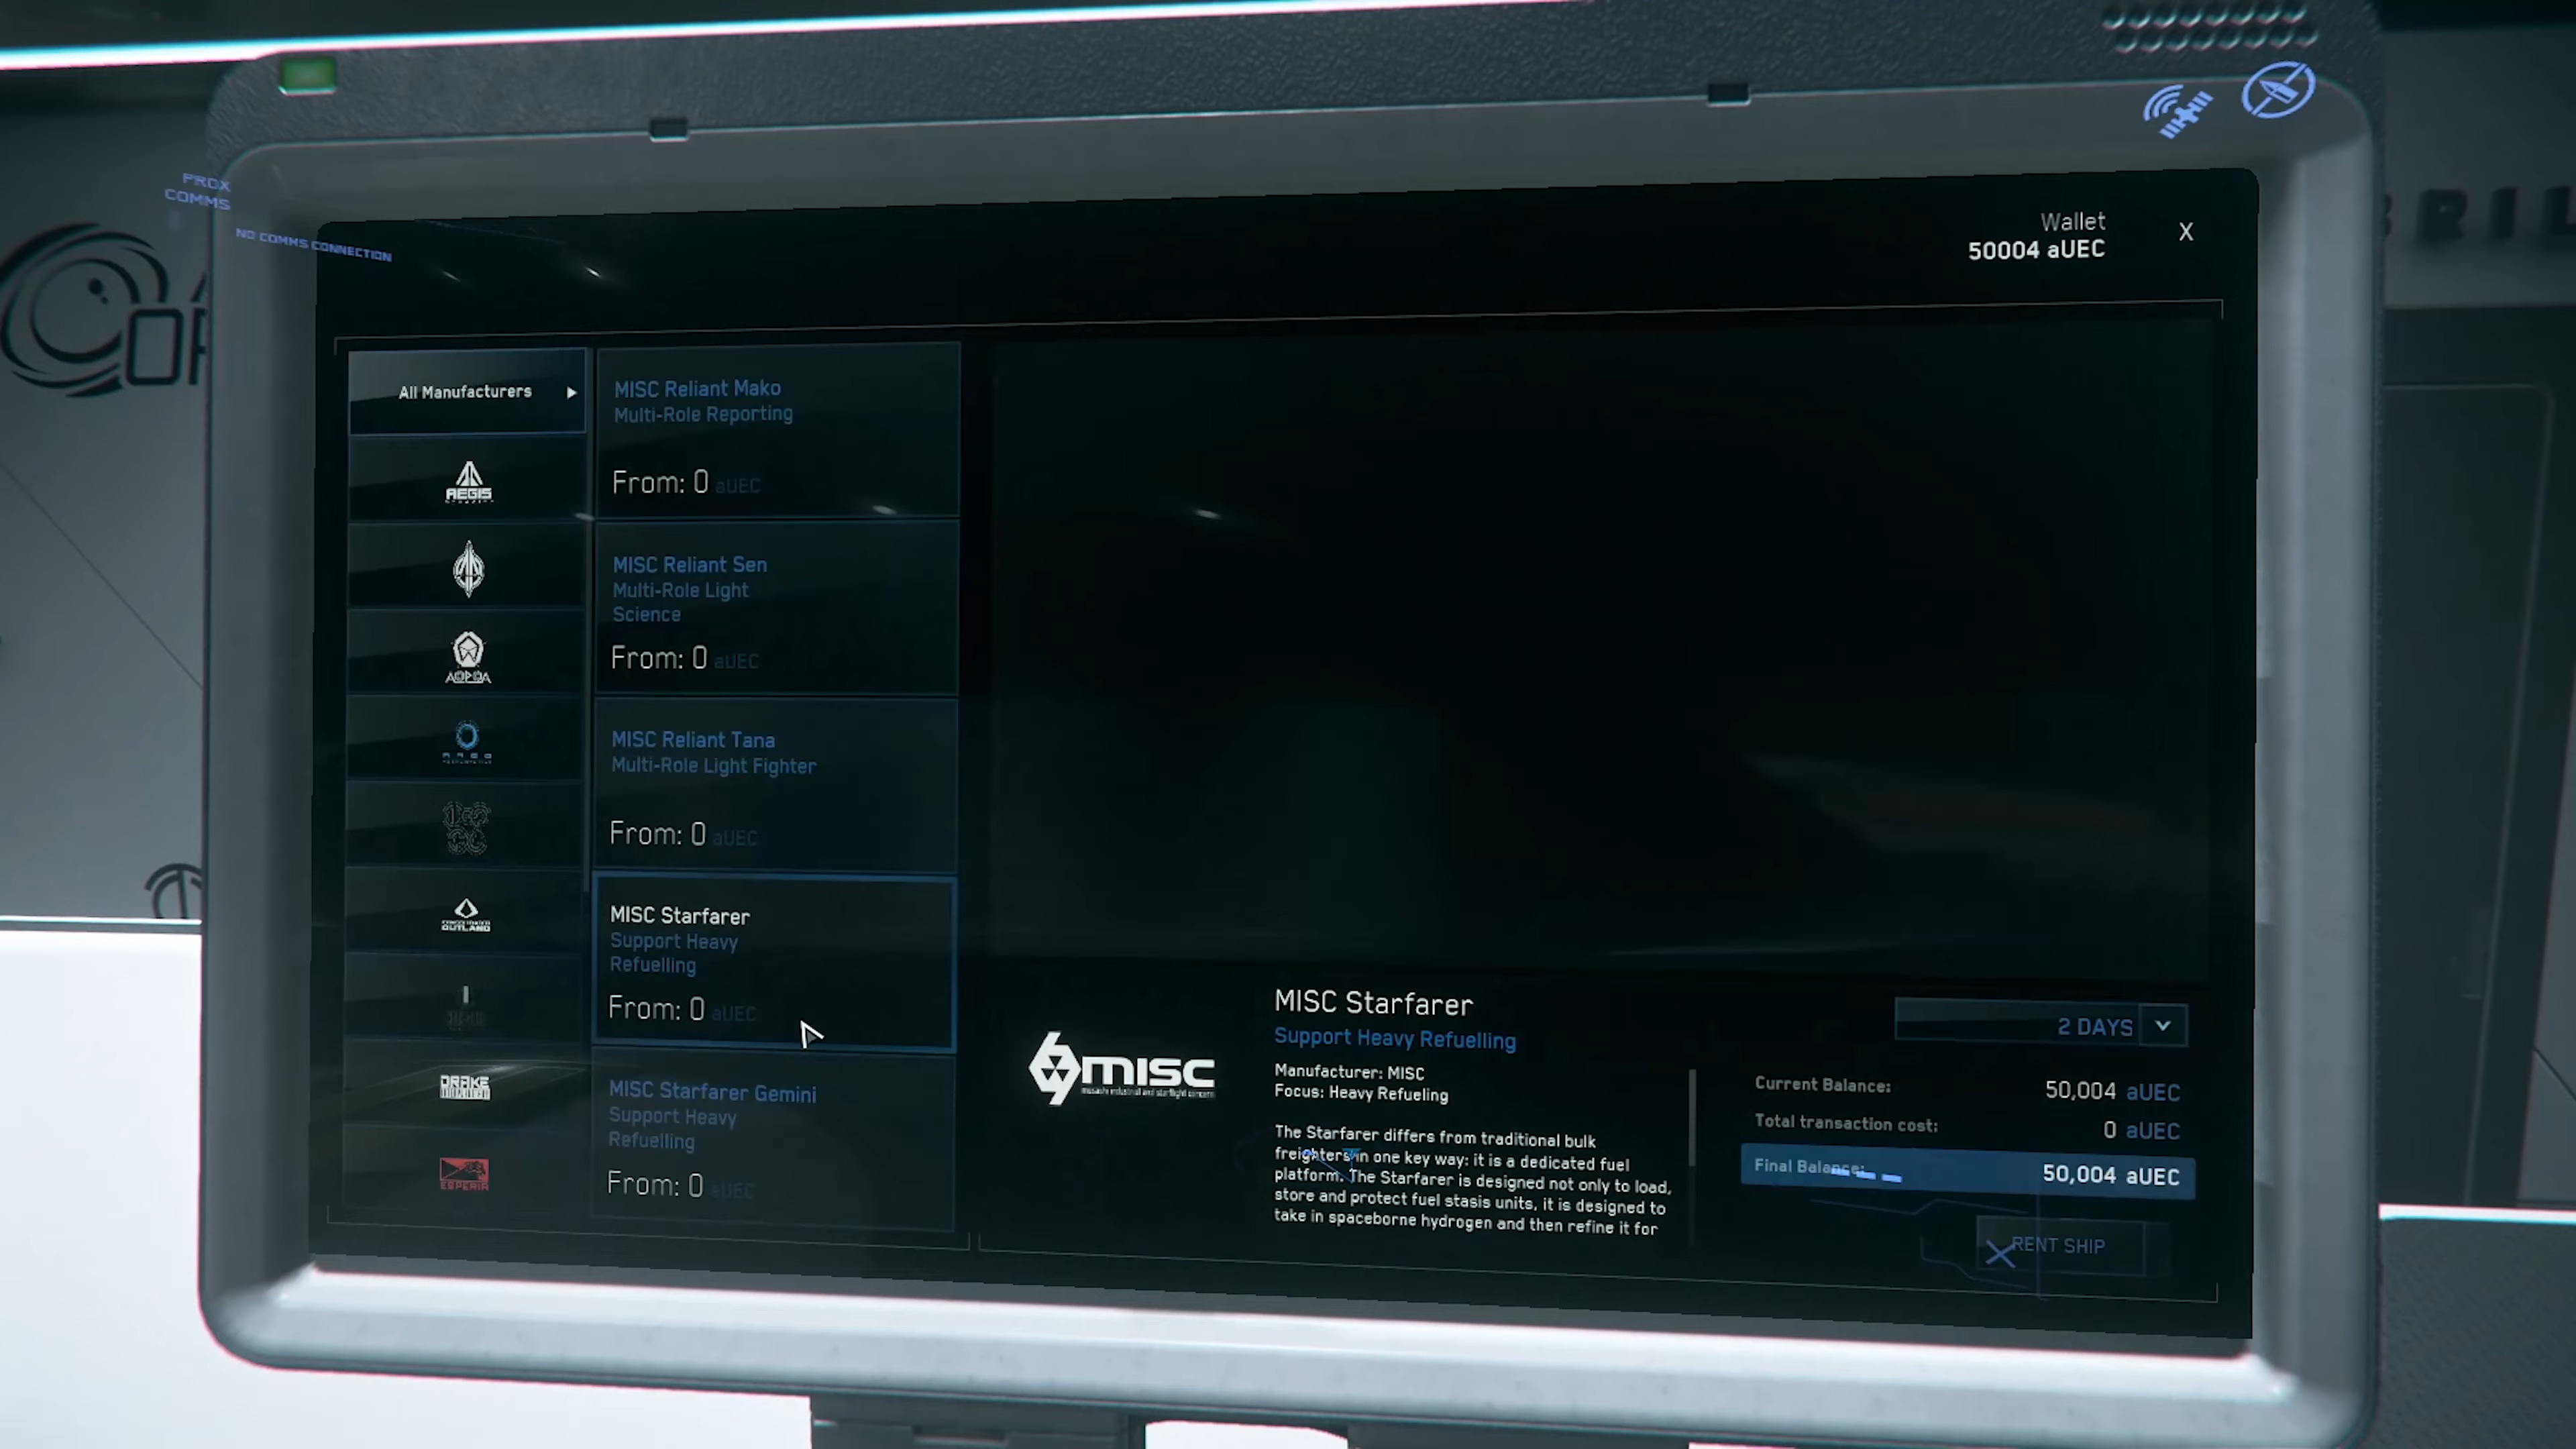 PROX
COMMS
NO COMMS CONNECTION
Wallet
50004 aUEC
X
All Manufacturers
AEGIS
MISC Reliant Mako
Multi-Role Reporting
From: 0 aUEC
MISC Reliant Sen
Multi-Role Light
Science
From: 0 aUEC
MISC Reliant Tana
Multi-Role Light Fighter
From: 0 aUEC
MISC Starfarer
Support Heavy
Refuelling
From: 0 aUEC
MISC Starfarer Gemini
Support Heavy
Refuelling
From: 0 aUEC
OUTLAND
DRAKE
ESPERIA
MISC
MISC Starfarer
Support Heavy Refuelling
Manufacturer: MISC
Focus: Heavy Refueling
The Starfarer differs from traditional bulk
freighters in one key way: it is a dedicated fuel
platform. The Starfarer is designed not only to load,
store and protect fuel stasis units, it is designed to
take in spaceborne hydrogen and then refine it for
2 DAYS
Current Balance: 50,004 aUEC
Total transaction cost: 0 aUEC
Final Balance: 50,004 aUEC
RENT SHIP